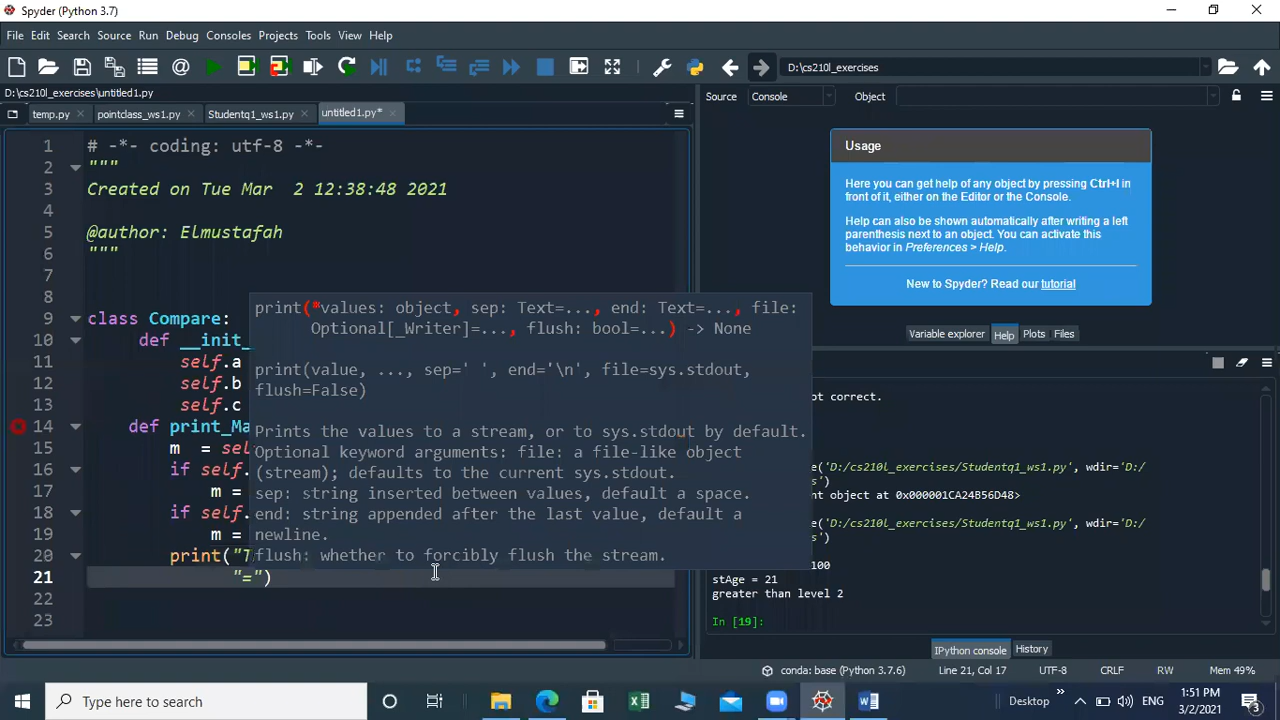 Spyder (Python 3.7)
File Edit Search Source Run Debug Consoles Projects Tools View Help
D:\cs210l_exercises
D:\cs210l_exercises\untitled1.py
temp.py pointclass_ws1.py Studentq1_ws1.py untitled1.py*
1 # -*- coding: utf-8 -*-
2 """
3 Created on Tue Mar 2 12:38:48 2021
4
5 @author: Elmustafah
6 """
7
8
9 class Compare:
10 def __init_
11 self.a
12 self.b
13 self.c
14 def print_Ma
15 m = sel
16 if self.
17 m =
18 if self.
19 m =
20 print("T
21 "=")
22
23
print(*values: object, sep: Text=..., end: Text=..., file:
Optional[_Writer]=..., flush: bool=...) -> None
print(value, ..., sep=' ', end='\n', file=sys.stdout,
flush=False)
Prints the values to a stream, or to sys.stdout by default.
Optional keyword arguments: file: a file-like object
(stream); defaults to the current sys.stdout.
sep: string inserted between values, default a space.
end: string appended after the last value, default a
newline.
flush: whether to forcibly flush the stream.
Source Console Object
Usage
Here you can get help of any object by pressing Ctrl+I in
front of it, either on the Editor or the Console.
Help can also be shown automatically after writing a left
parenthesis next to an object. You can activate this
behavior in Preferences > Help.
New to Spyder? Read our tutorial
Variable explorer Help Plots Files
ot correct.
e('D:/cs210l_exercises/Studentq1_ws1.py', wdir='D:/
s')
nt object at 0x000001CA24B56D48>
e('D:/cs210l_exercises/Studentq1_ws1.py', wdir='D:/
s')
100
stAge = 21
greater than level 2
In [19]:
IPython console History
conda: base (Python 3.7.6) Line 21, Col 17 UTF-8 CRLF RW Mem 49%
Type here to search
Desktop ENG
1:51 PM
3/2/2021
3